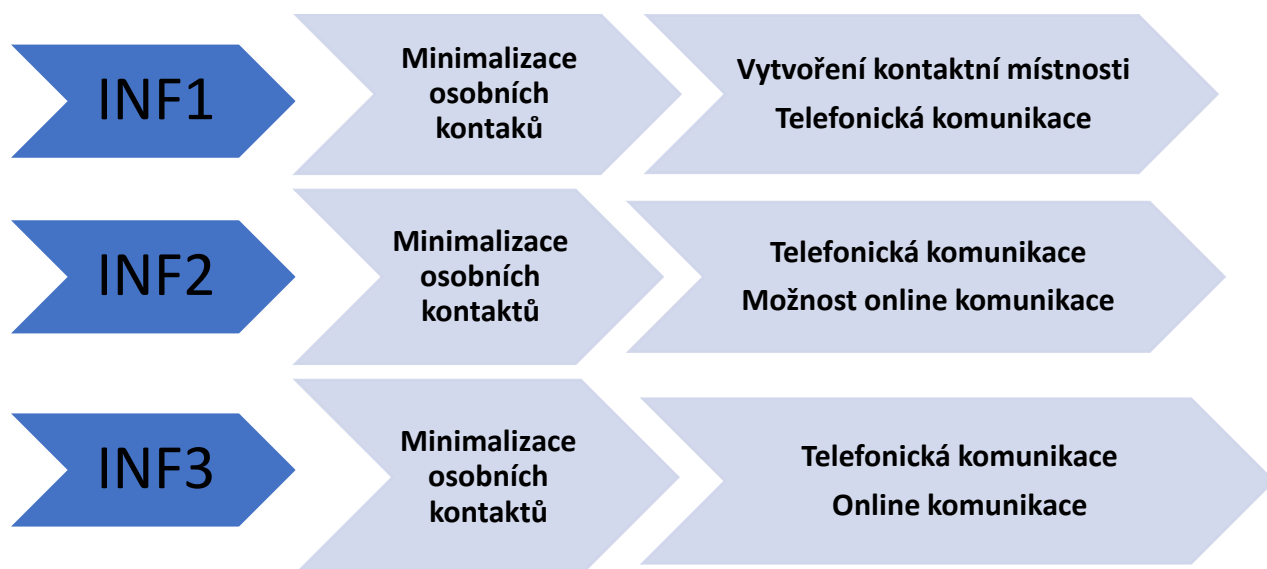 INF1
Minimalizace
osobních
kontaků
Vytvoření kontaktní místnosti
Telefonická komunikace
INF2
Minimalizace
osobních
kontaktů
Telefonická komunikace
Možnost online komunikace
INF3
Minimalizace
osobních
kontaktů
Telefonická komunikace
Online komunikace